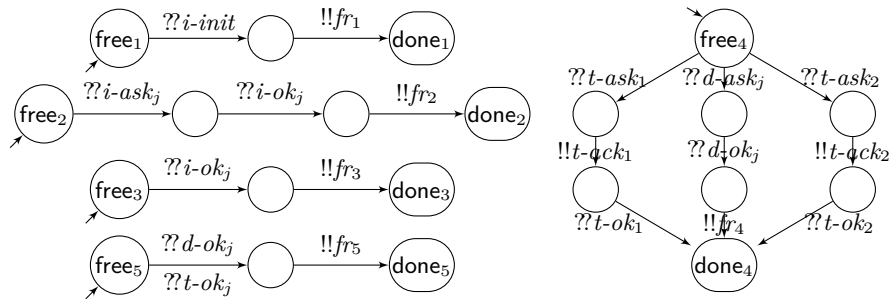 free₁ ??i-init !!fr₁ done₁
free₂ ??i-askⱼ ??i-okⱼ !!fr₂ done₂
free₃ ??i-okⱼ !!fr₃ done₃
free₅ ??d-okⱼ !!fr₅ done₅
??t-okⱼ
free₄
??t-ask₁ ??d-askⱼ ??t-ask₂
!!t-ack₁ ??d-okⱼ !!t-ack₂
??t-ok₁ !!fr₄ ??t-ok₂
done₄